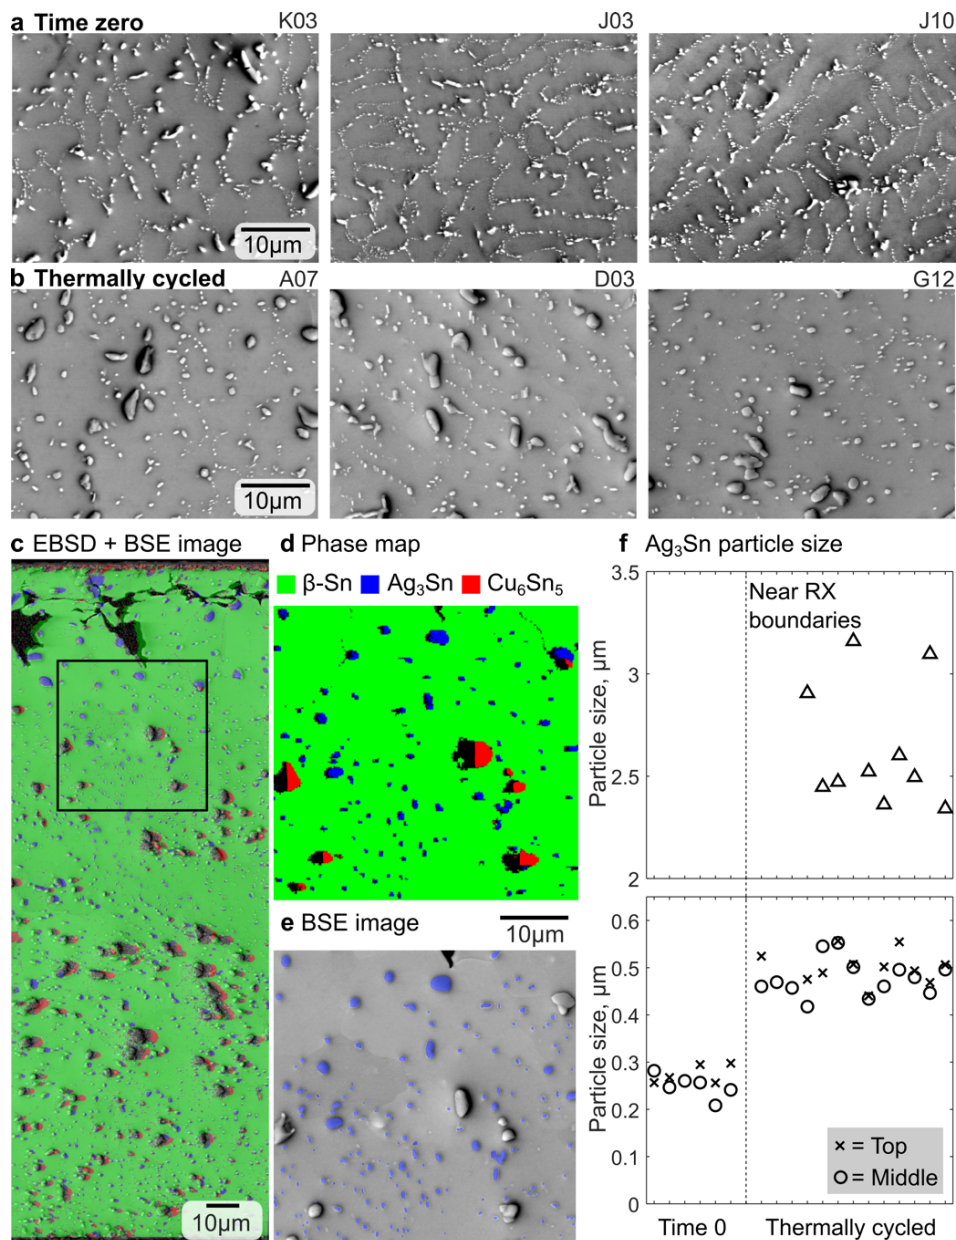 a Time zero
K03
J03
J10
10µm
b Thermally cycled
A07
D03
G12
10µm
c EBSD + BSE image
10µm
d Phase map
β-Sn
Ag₃Sn
Cu₆Sn₅
10µm
e BSE image
f Ag₃Sn particle size
3.5
Near RX
boundaries
3
2.5
2
Particle size, µm
0.6
0.5
0.4
0.3
0.2
0.1
0
Particle size, µm
× = Top
○ = Middle
Time 0
Thermally cycled